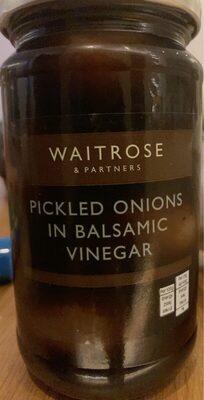 WAITROSE
& PARTNERS
PICKLED ONIONS
IN BALSAMIC
VINEGAR